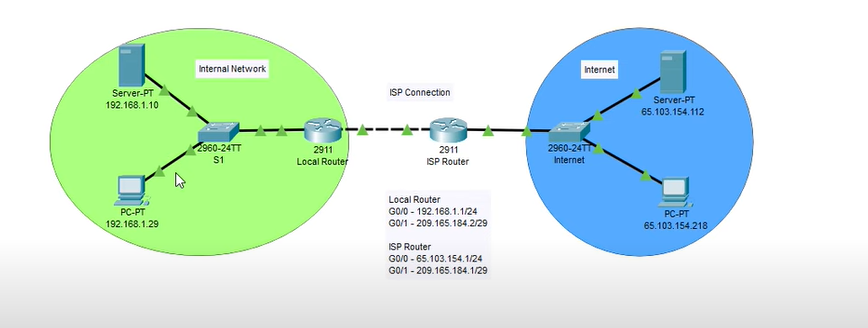 Internal Network
Server-PT
192.168.1.10
2960-24TT
S1
PC-PT
192.168.1.29
2911
Local Router
ISP Connection
2911
ISP Router
Internet
Server-PT
65.103.154.112
2960-24TT
Internet
PC-PT
65.103.154.218
Local Router
G0/0 - 192.168.1.1/24
G0/1 - 209.165.184.2/29
ISP Router
G0/0 - 65.103.154.1/24
G0/1 - 209.165.184.1/29